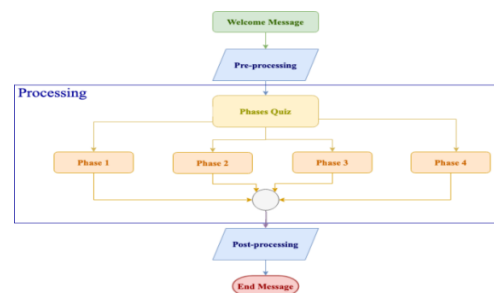 Welcome Message
Pre-processing
Processing
Phases Quiz
Phase 1
Phase 2
Phase 3
Phase 4
Post-processing
End Message